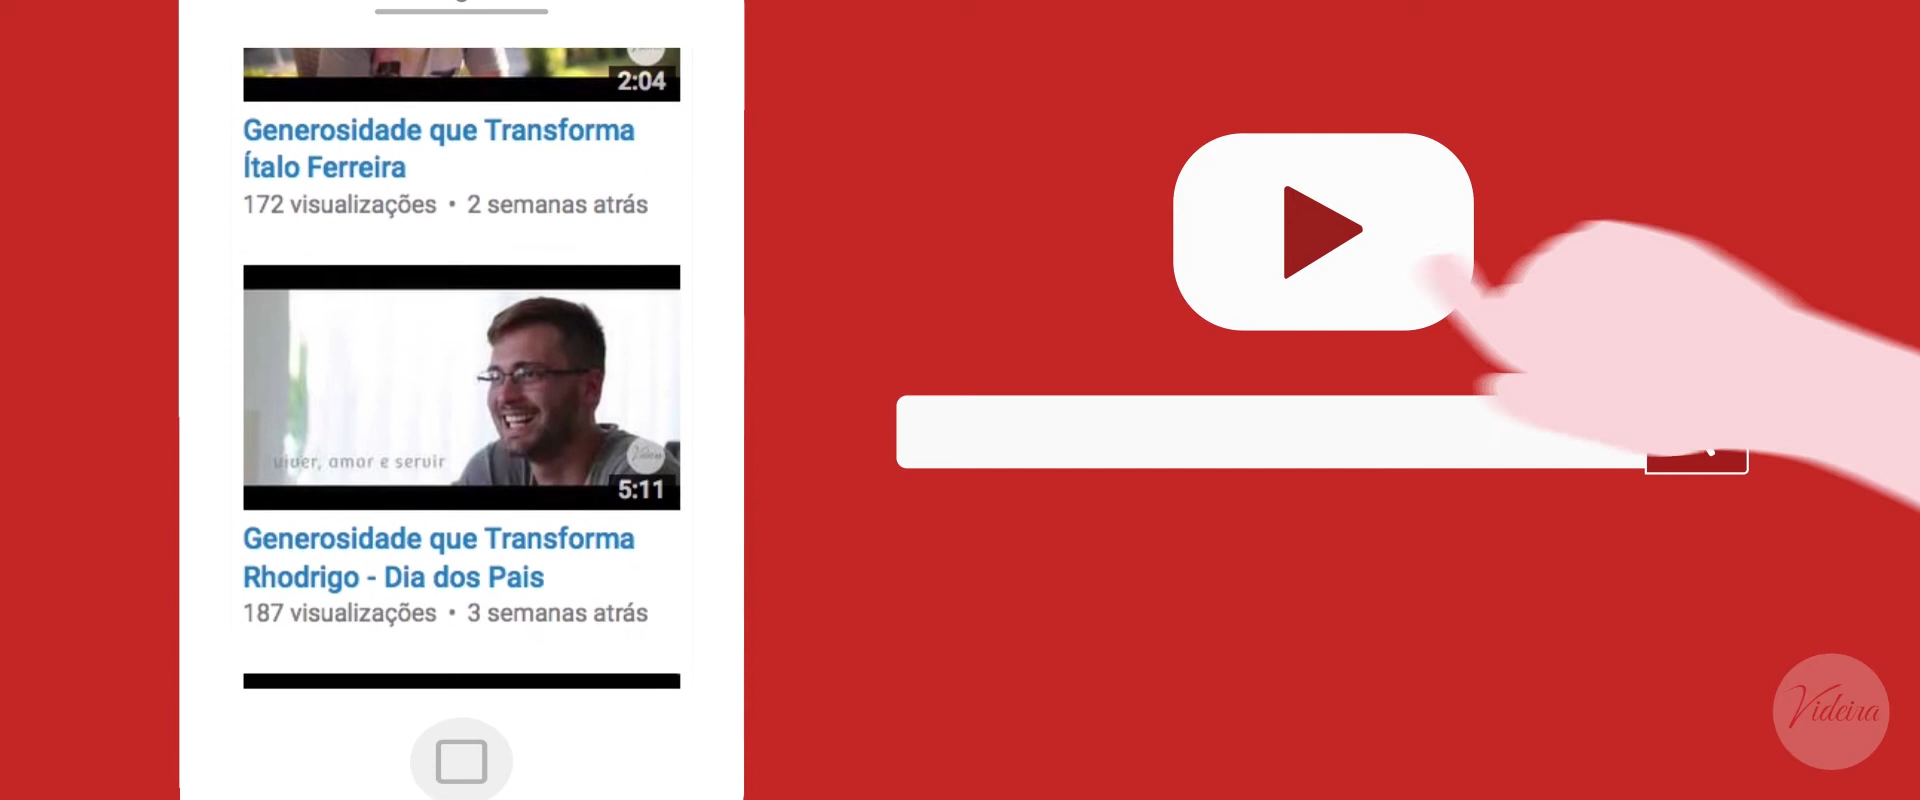 2:04
Generosidade que Transforma
Ítalo Ferreira
172 visualizações • 2 semanas atrás
viver, amar e servir
5:11
Generosidade que Transforma
Rhodrigo - Dia dos Pais
187 visualizações • 3 semanas atrás
Videira